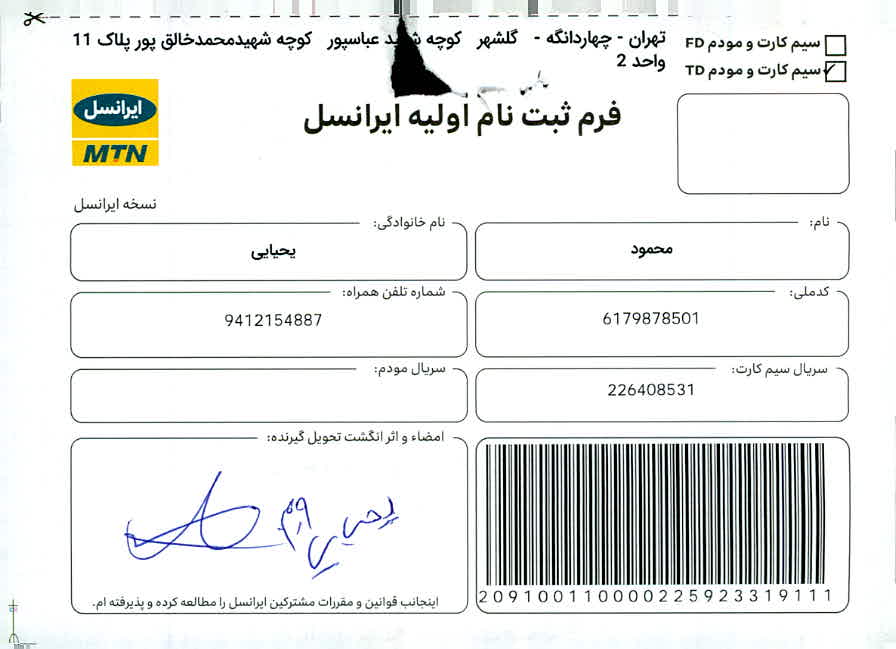 سیم کارت و مودم FD
سیم کارت و مودم TD
تهران - چهاردانگه - گلشهر کوچه شهید عباسپور کوچه شهیدمحمدخالق پور پلاک 11
واحد 2
ایرانسل
MTN
فرم ثبت نام اولیه ایرانسل
نسخه ایرانسل
نام:
محمود
نام خانوادگی:
یحیایی
کدملی:
6179878501
شماره تلفن همراه:
9412154887
سریال سیم کارت:
226408531
سریال مودم:
امضاء و اثر انگشت تحویل گیرنده:
اینجانب قوانین و مقررات مشترکین ایرانسل را مطالعه کرده و پذیرفته ام.
209100110000225923319111